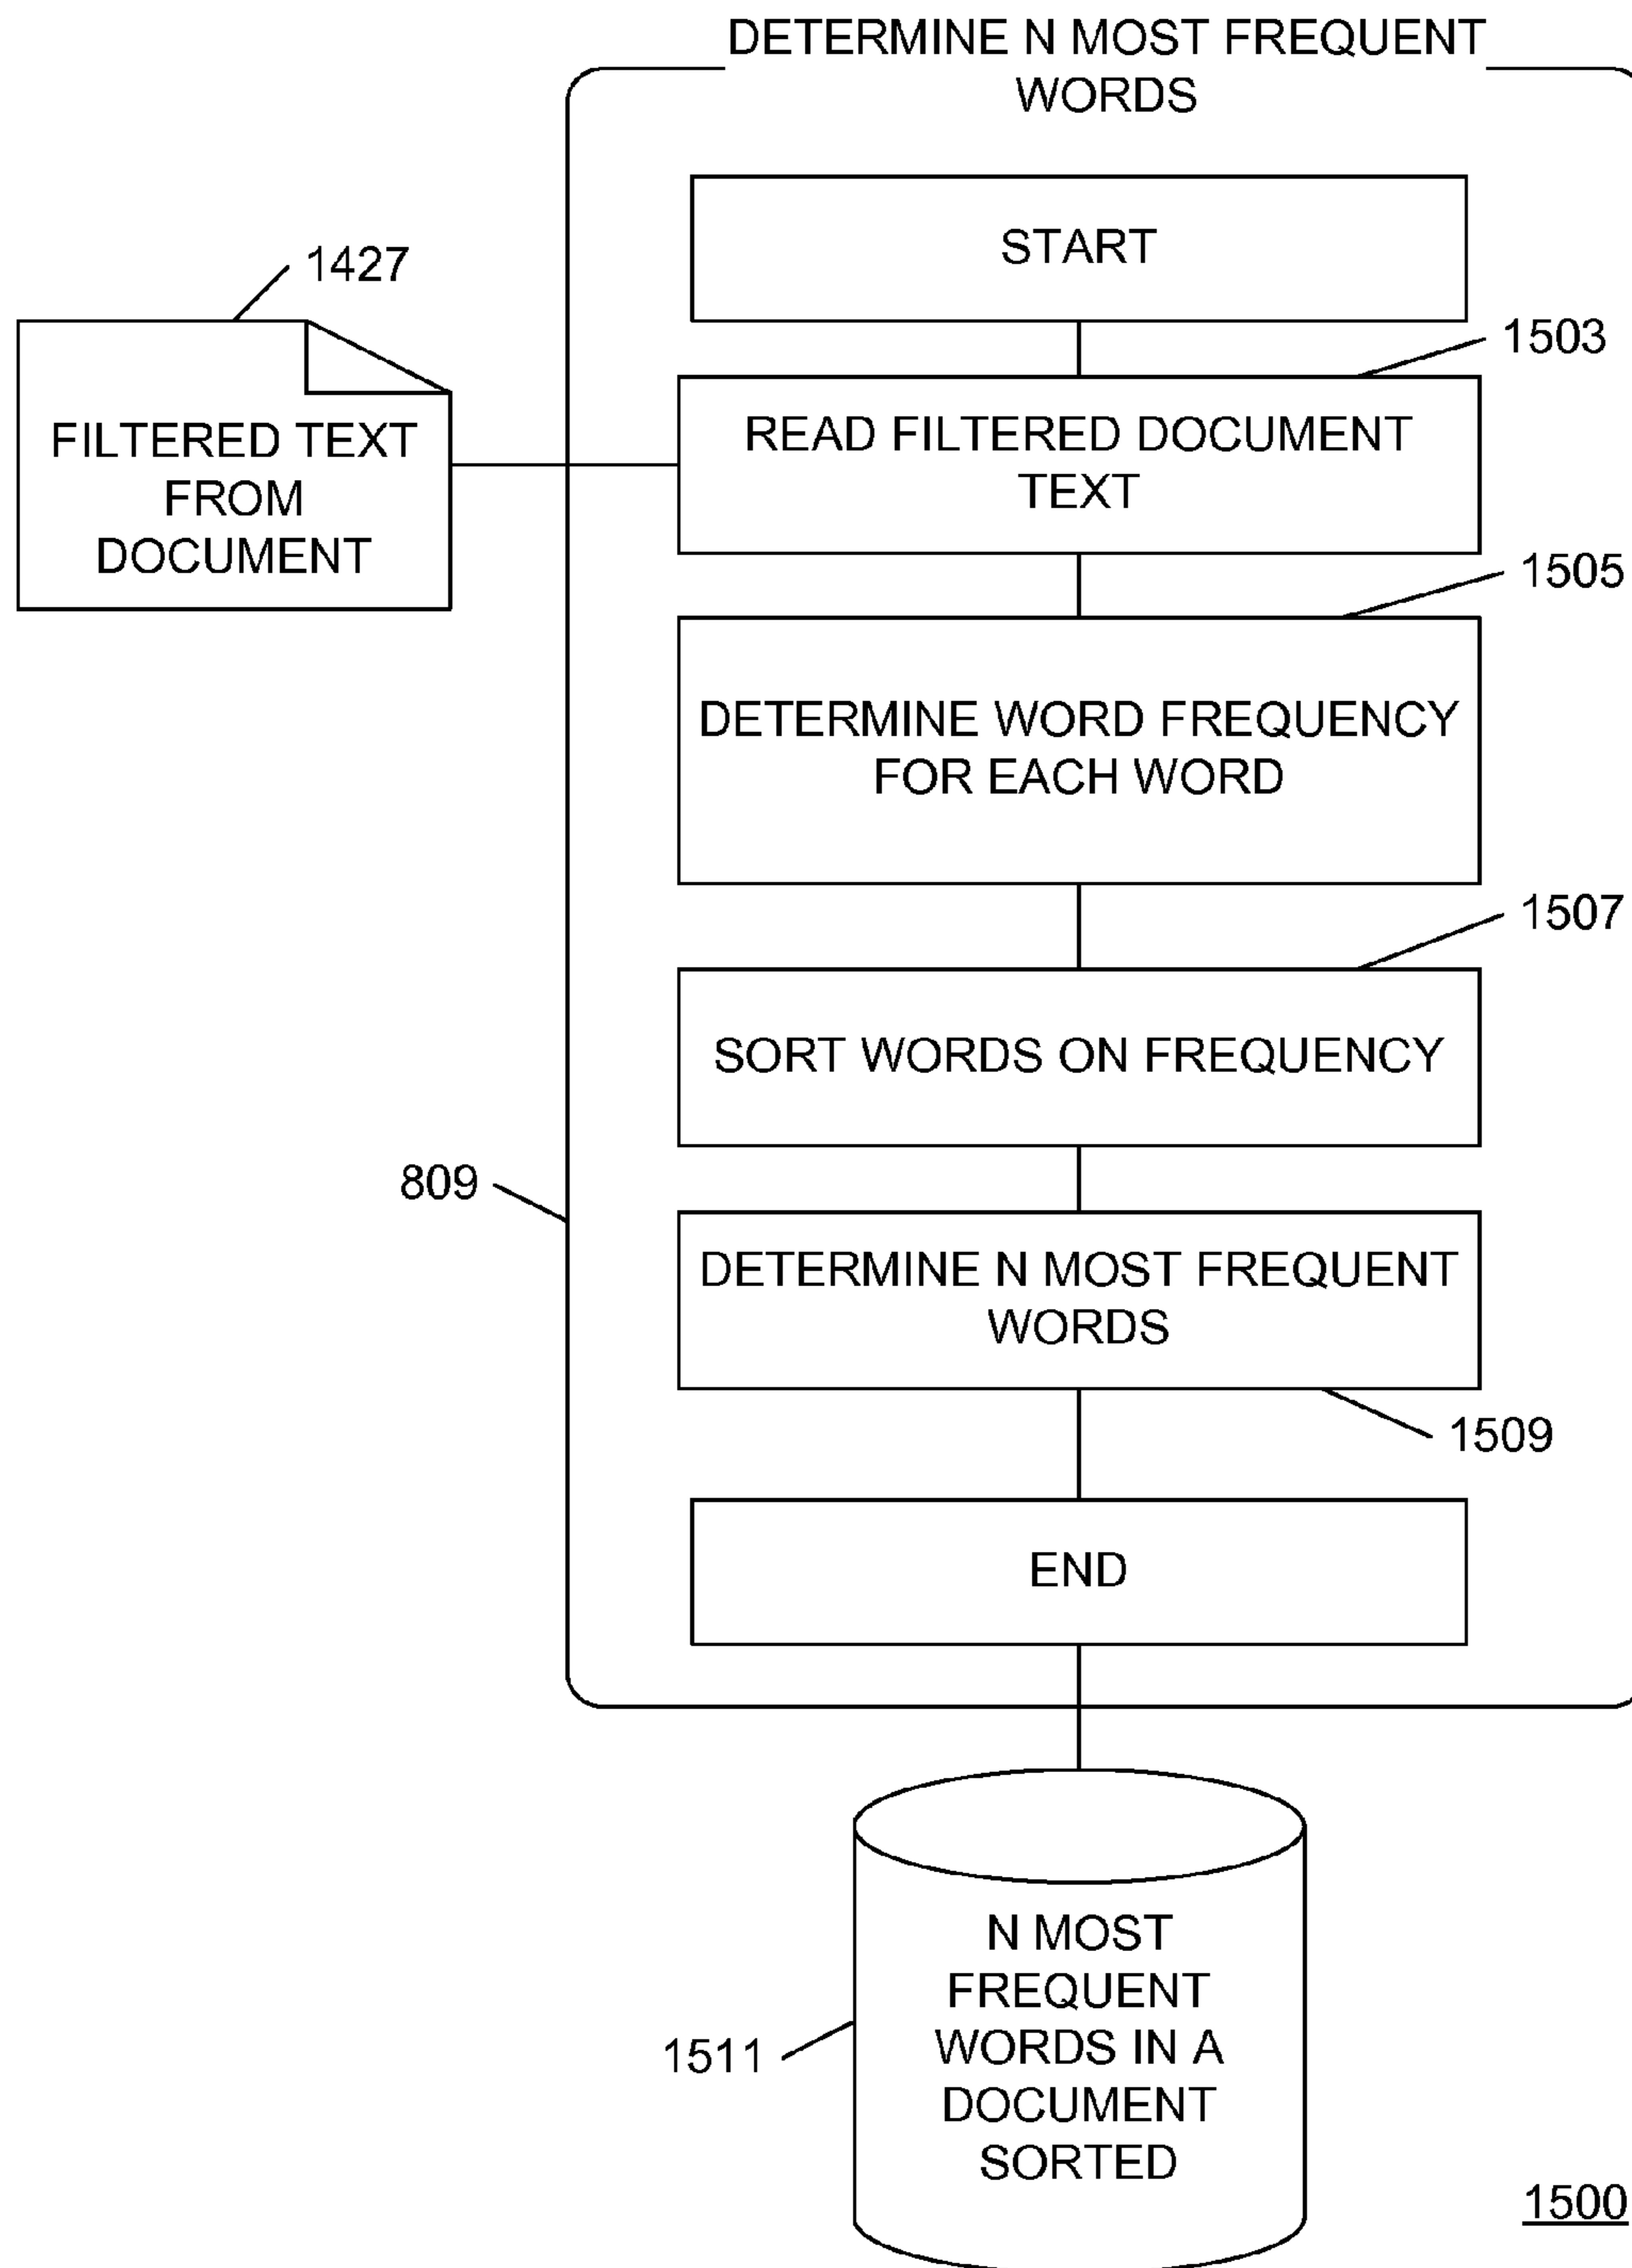 DETERMINE N MOST FREQUENT
WORDS
START
1427
1503
FILTERED TEXT
FROM
DOCUMENT
READ FILTERED DOCUMENT
TEXT
1505
DETERMINE WORD FREQUENCY
FOR EACH WORD
1507
SORT WORDS ON FREQUENCY
809
DETERMINE N MOST FREQUENT
WORDS
1509
END
N MOST
FREQUENT
WORDS IN A
DOCUMENT
SORTED
1511
1500